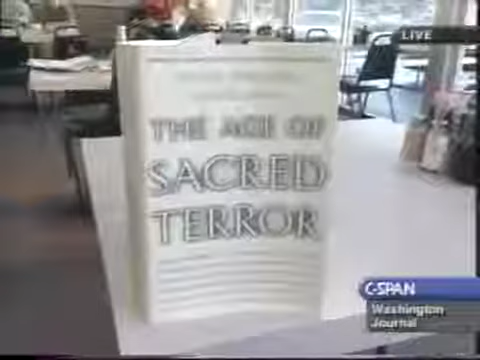 LIVE
THE AGE OF
SACRED
TERROR
C-SPAN
Washington
Journal